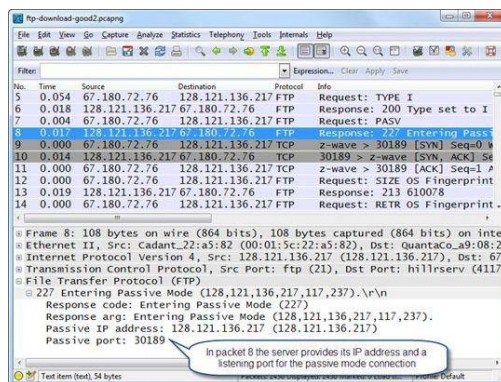 ftp-download-good2.pcapng
File Edit View Go Capture Analyze Statistics Telephony Tools Internals Help
Filter: Expression... Clear Apply Save
No. Time Source Destination Protocol Info
5 0.054 67.180.72.76 128.121.136.217 FTP Request: TYPE I
6 0.018 128.121.136.217 67.180.72.76 FTP Response: 200 Type set to I
7 0.004 67.180.72.76 128.121.136.217 FTP Request: PASV
8 0.017 128.121.136.217 67.180.72.76 FTP Response: 227 Entering Passi
9 0.000 67.180.72.76 128.121.136.217 TCP z-wave > 30189 [SYN] Seq=0 W
10 0.014 128.121.136.217 67.180.72.76 TCP 30189 > z-wave [SYN, ACK] Se
11 0.000 67.180.72.76 128.121.136.217 TCP z-wave > 30189 [ACK] Seq=1 A
12 0.000 67.180.72.76 128.121.136.217 FTP Request: SIZE OS Fingerprint
13 0.019 128.121.136.217 67.180.72.76 FTP Response: 213 610078
14 0.000 67.180.72.76 128.121.136.217 FTP Request: RETR OS Fingerprint
Frame 8: 108 bytes on wire (864 bits), 108 bytes captured (864 bits) on inte
Ethernet II, Src: Cadant_22:a5:82 (00:01:5c:22:a5:82), Dst: QuantaCo_a9:08:2
Internet Protocol Version 4, Src: 128.121.136.217 (128.121.136.217), Dst: 67
Transmission Control Protocol, Src Port: ftp (21), Dst Port: hillrserv (411
File Transfer Protocol (FTP)
227 Entering Passive Mode (128,121,136,217,117,237).\r\n
Response code: Entering Passive Mode (227)
Response arg: Entering Passive Mode (128,121,136,217,117,237).
Passive IP address: 128.121.136.217 (128.121.136.217)
Passive port: 30189
In packet 8 the server provides its IP address and a
listening port for the passive mode connection
Text item (text), 54 bytes